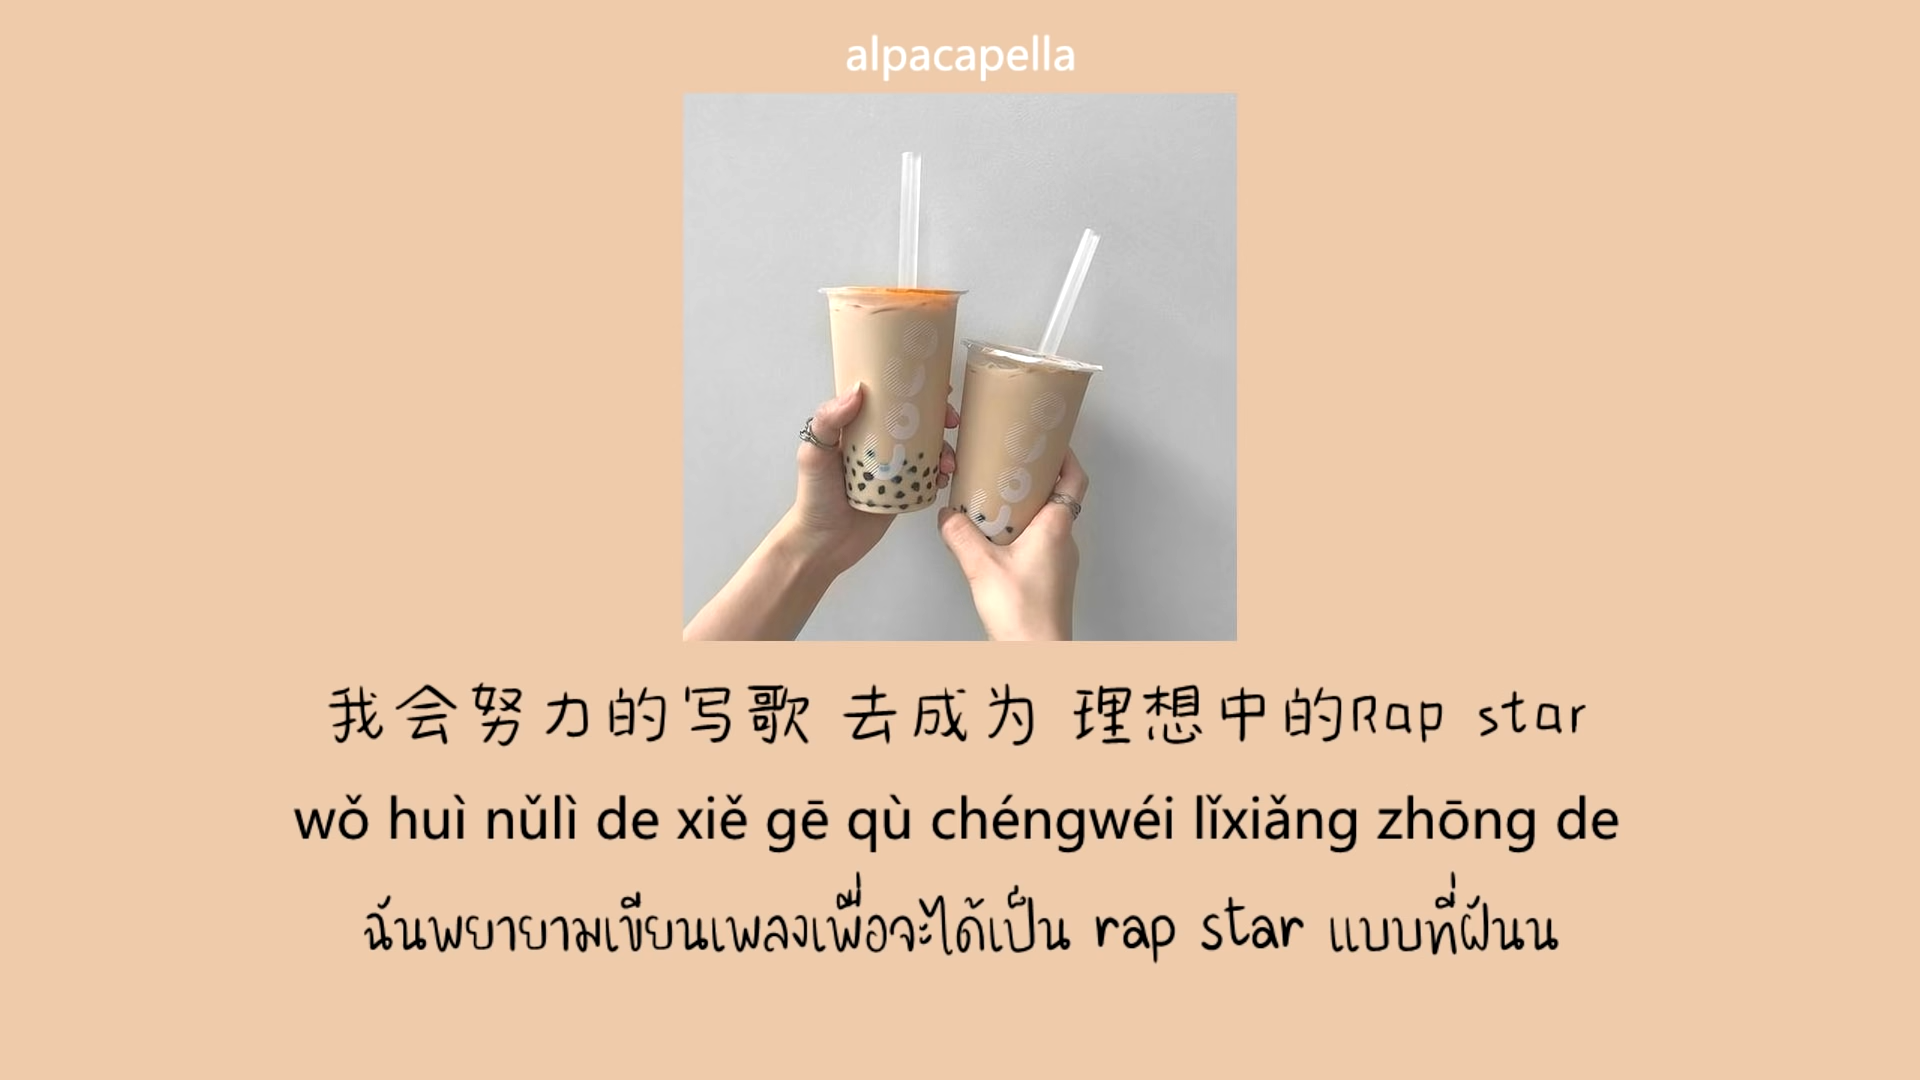 alpacapella
CoCo
CoCo
我会努力的写歌 去成为 理想中的Rap star
wǒ huì nǔlì de xiě gē qù chéngwéi lǐxiǎng zhōng de
ฉันพยายามเขียนเพลงเพื่อจะได้เป็น rap star แบบที่ฝันน